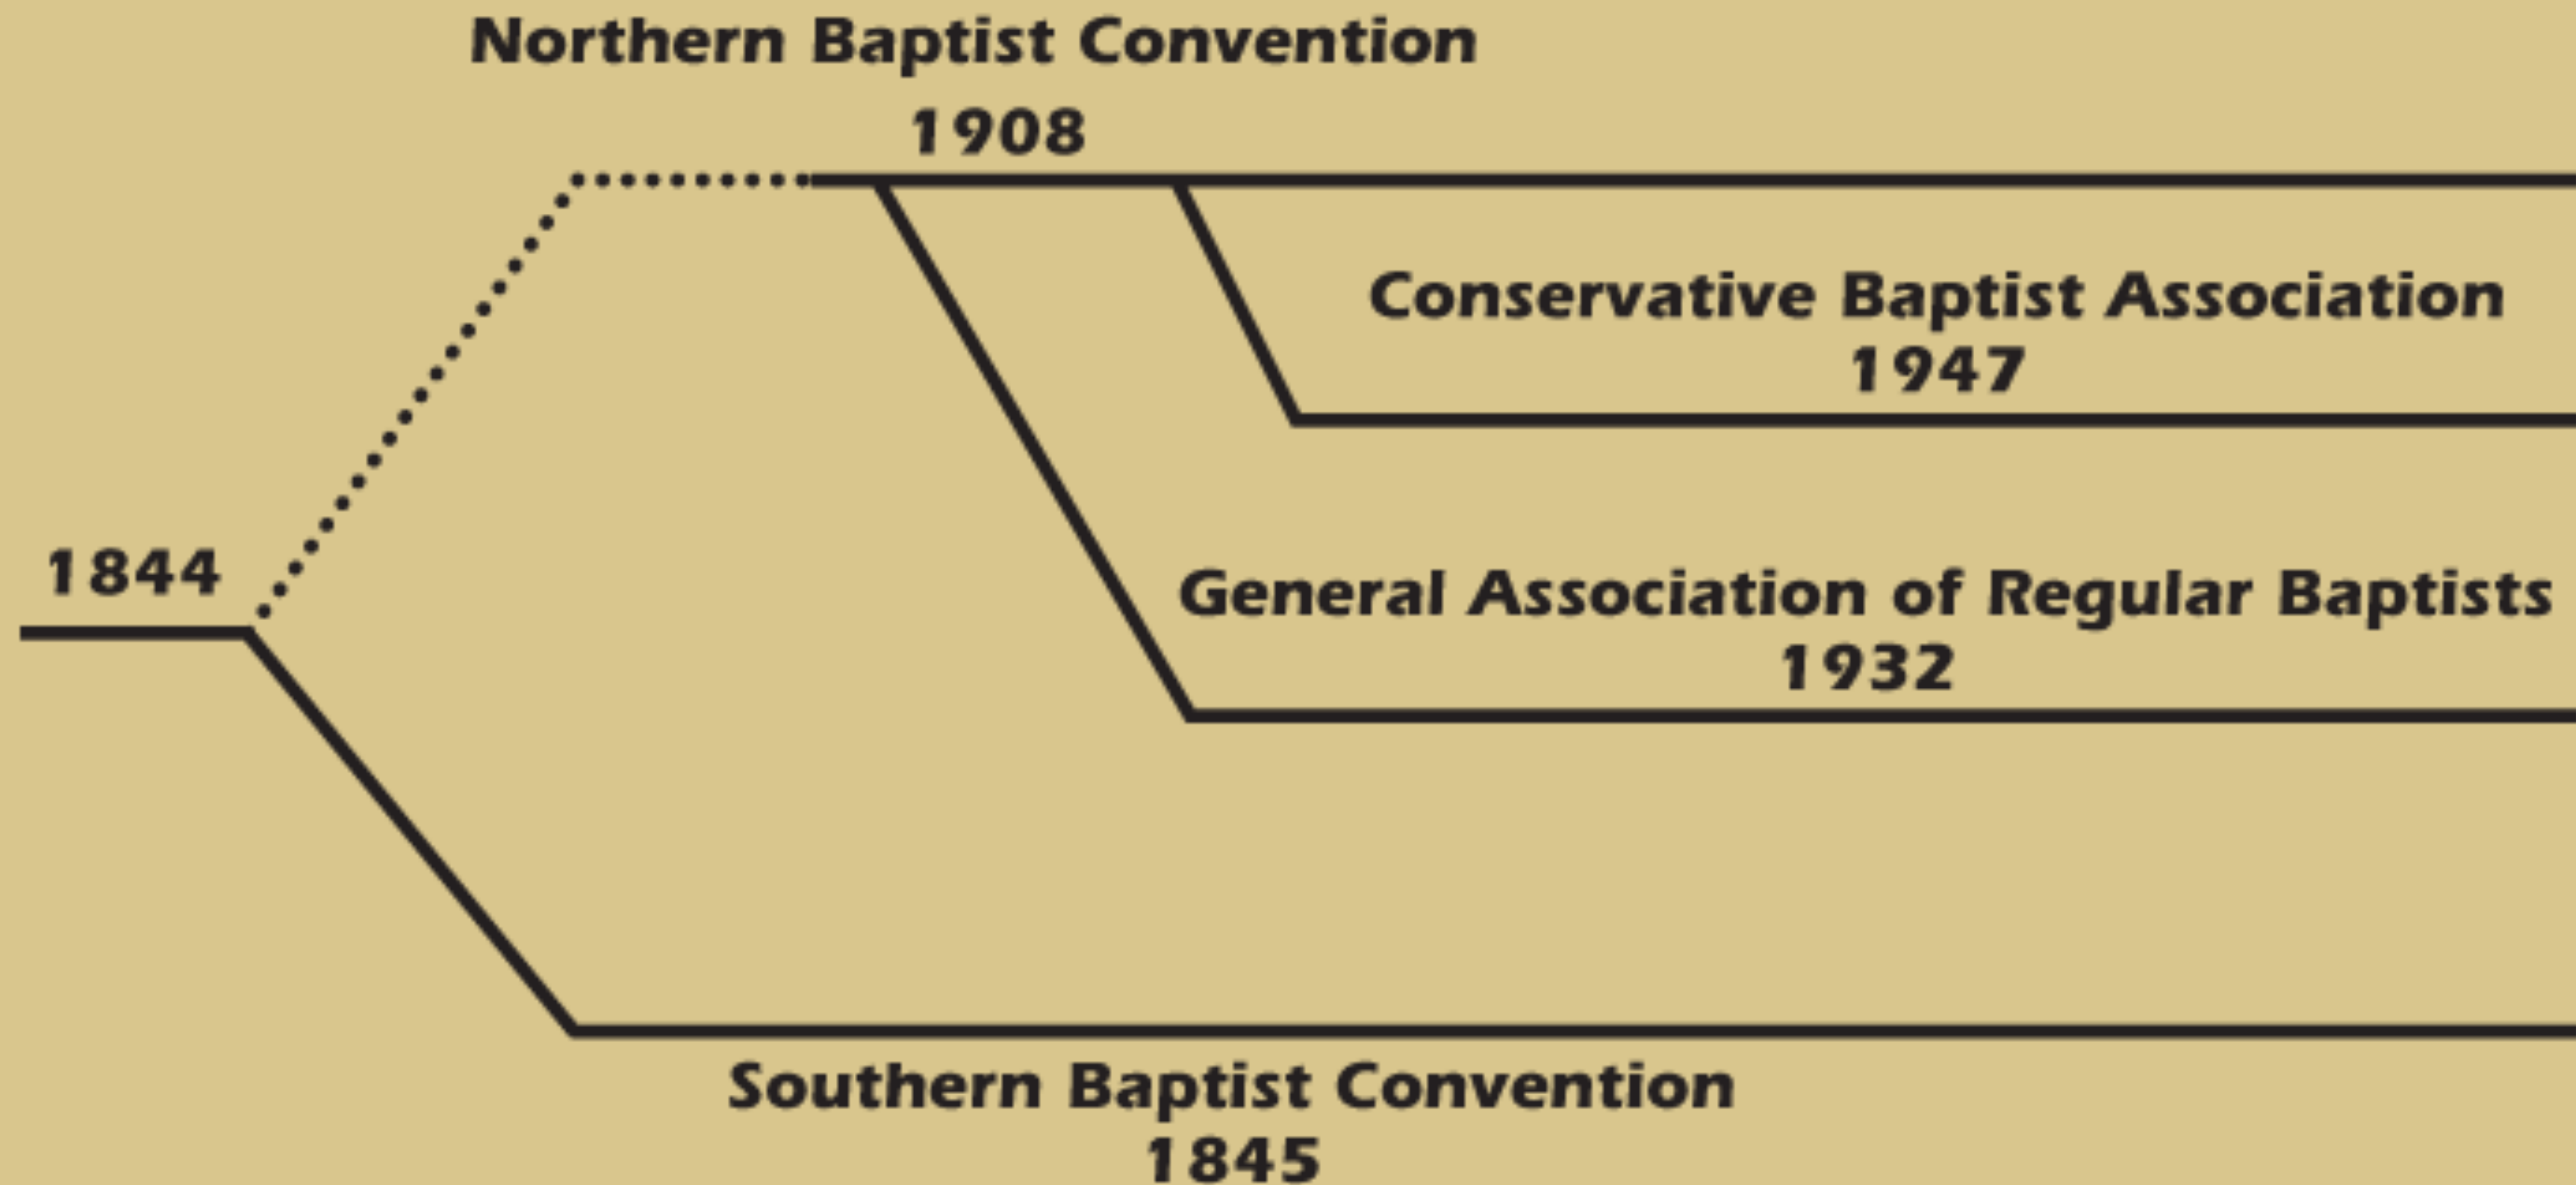 Northern Baptist Convention
1908
Conservative Baptist Association
1947
1844
General Association of Regular Baptists
1932
Southern Baptist Convention
1845